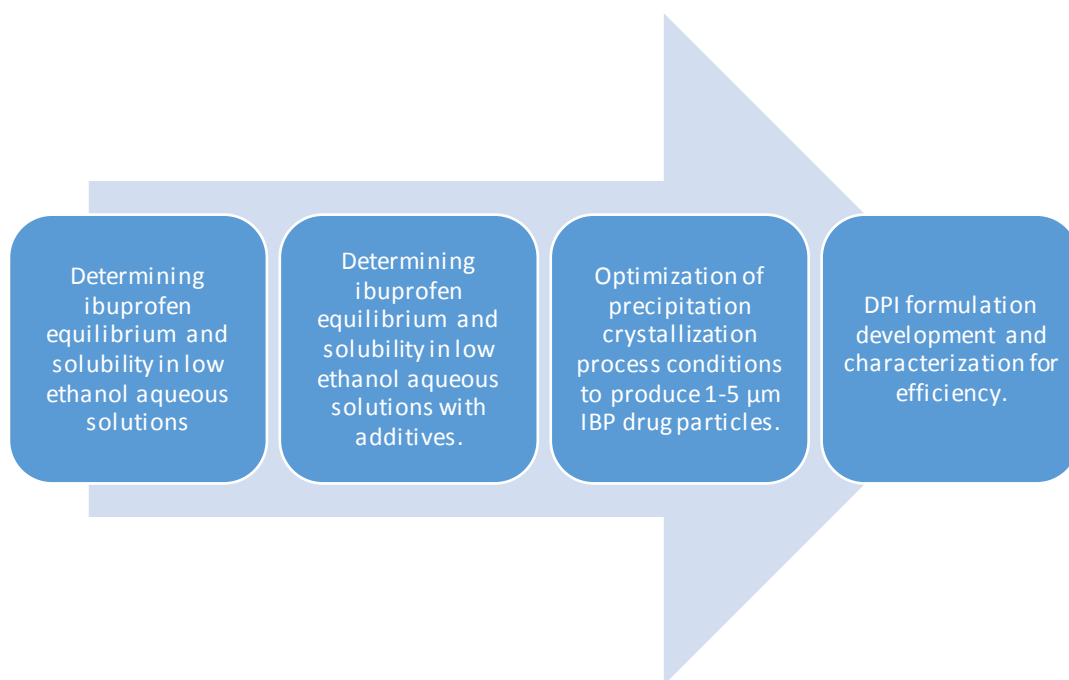 Determining
ibuprofen
equilibrium and
solubility in low
ethanol aqueous
solutions
Determining
ibuprofen
equilibrium and
solubility in low
ethanol aqueous
solutions with
additives.
Optimization of
precipitation
crystallization
process conditions
to produce 1-5 μm
IBP drug particles.
DPI formulation
development and
characterization for
efficiency.